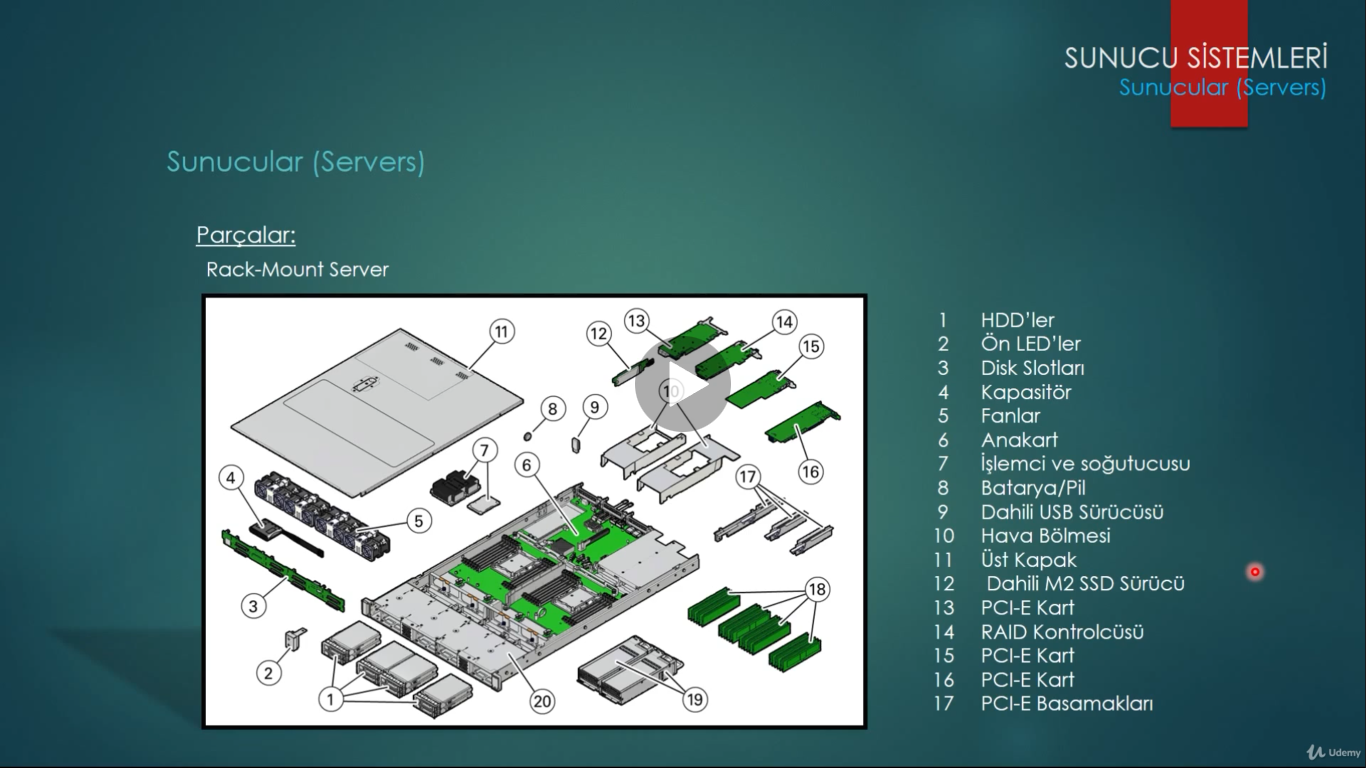 SUNUCU SİSTEMLERİ
Sunucular (Servers)
Sunucular (Servers)
Parçalar:
Rack-Mount Server
11
12
13
14
15
10
8
9
16
7
6
4
5
17
3
18
2
1
20
19
1 HDD'ler
2 Ön LED'ler
3 Disk Slotları
4 Kapasitör
5 Fanlar
6 Anakart
7 İşlemci ve soğutucusu
8 Batarya/Pil
9 Dahili USB Sürücüsü
10 Hava Bölmesi
11 Üst Kapak
12 Dahili M2 SSD Sürücü
13 PCI-E Kart
14 RAID Kontrolcüsü
15 PCI-E Kart
16 PCI-E Kart
17 PCI-E Basamakları
Udemy